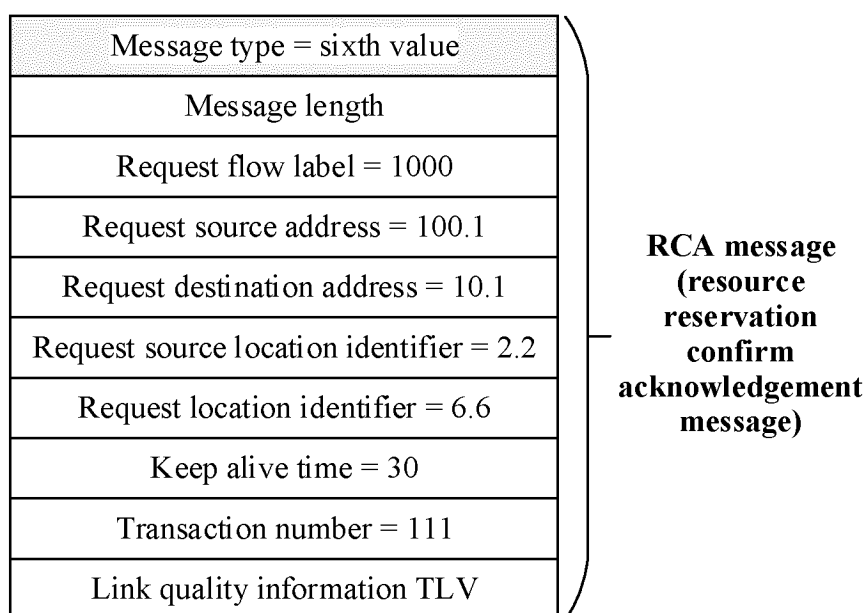 Message type = sixth value
Message length
Request flow label = 1000
Request source address = 100.1
Request destination address = 10.1
Request source location identifier = 2.2
Request location identifier = 6.6
Keep alive time = 30
Transaction number = 111
Link quality information TLV
RCA message
(resource
reservation
confirm
acknowledgement
message)